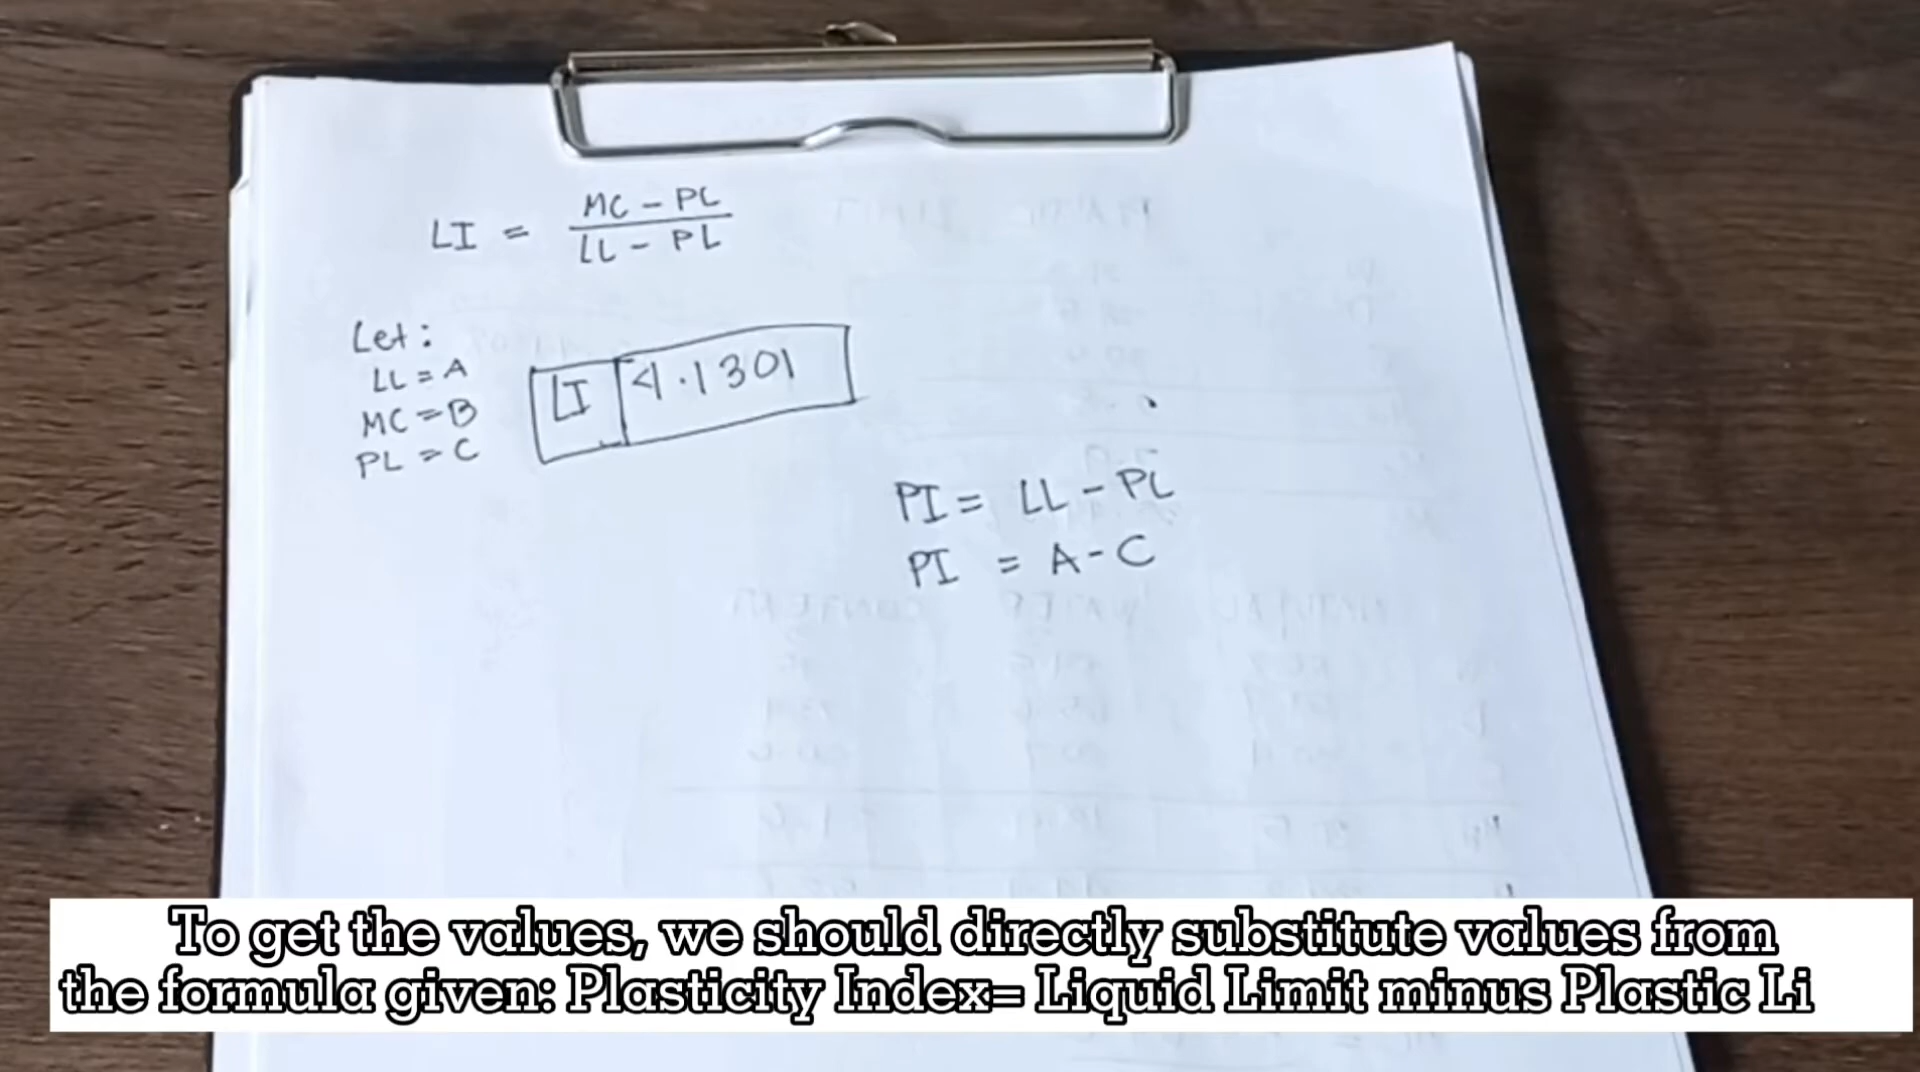 LI = MC - PL
LL - PL
Let:
LL = A
MC = B
PL = C
LI 4.1301
PI = LL - PL
PI = A - C
To get the values, we should directly substitute values from
the formula given: Plasticity Index= Liquid Limit minus Plastic Li